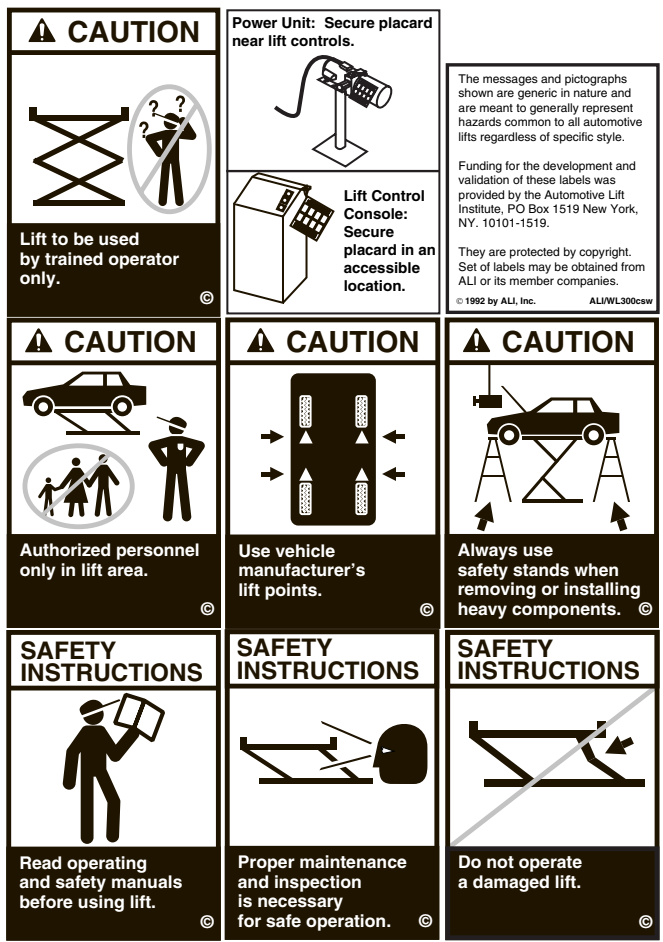 CAUTION
? ? ?
Lift to be used
by trained operator
only.
©
Power Unit: Secure placard
near lift controls.
Lift Control
Console:
Secure
placard in an
accessible
location.
The messages and pictographs
shown are generic in nature and
are meant to generally represent
hazards common to all automotive
lifts regardless of specific style.
Funding for the development and
validation of these labels was
provided by the Automotive Lift
Institute, PO Box 1519 New York,
NY. 10101-1519.
They are protected by copyright.
Set of labels may be obtained from
ALI or its member companies.
© 1992 by ALI, Inc. ALI/WL300csw
CAUTION
Authorized personnel
only in lift area.
©
CAUTION
Use vehicle
manufacturer's
lift points.
©
CAUTION
Always use
safety stands when
removing or installing
heavy components. ©
SAFETY
INSTRUCTIONS
Read operating
and safety manuals
before using lift.
©
SAFETY
INSTRUCTIONS
Proper maintenance
and inspection
is necessary
for safe operation. ©
SAFETY
INSTRUCTIONS
Do not operate
a damaged lift.
©